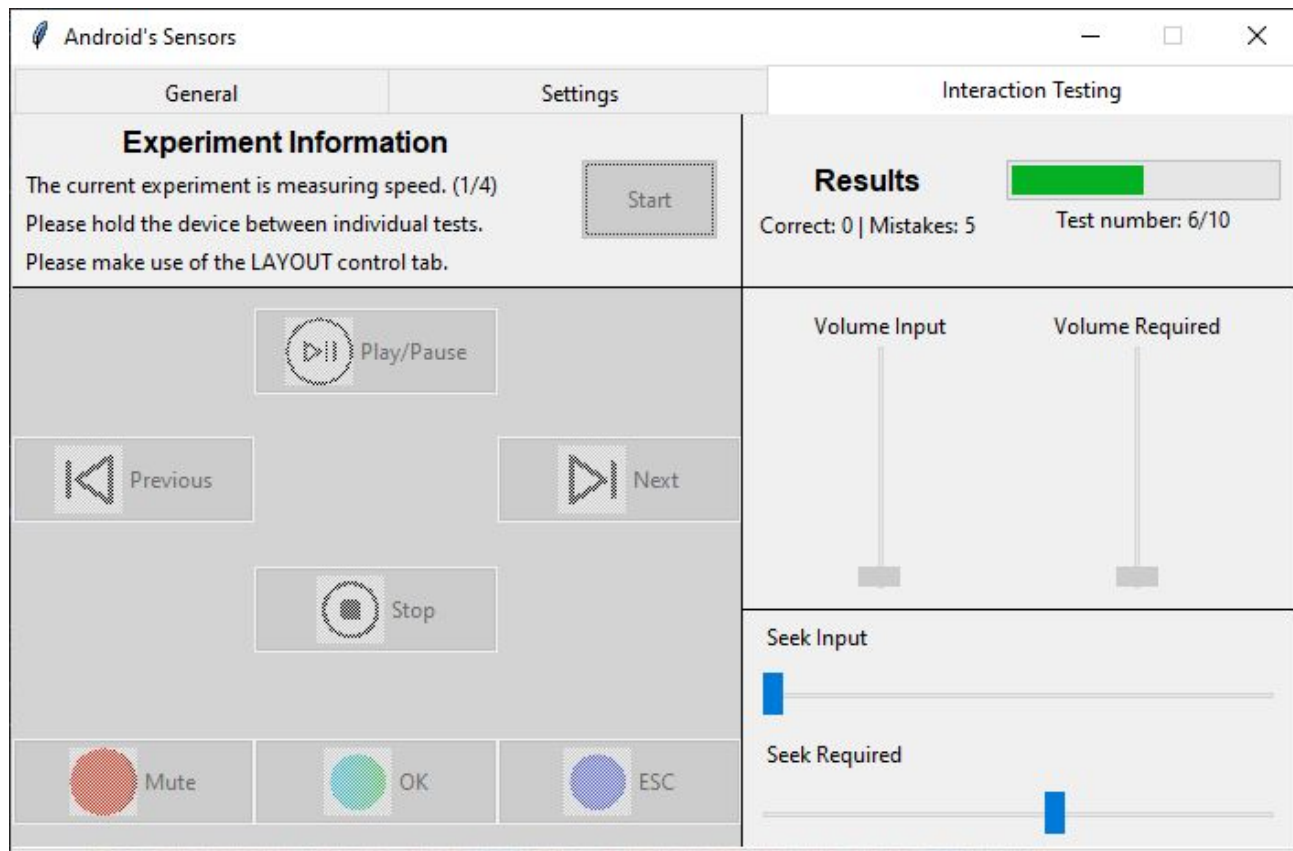 Android's Sensors
General
Settings
Interaction Testing
Experiment Information
The current experiment is measuring speed. (1/4)
Please hold the device between individual tests.
Please make use of the LAYOUT control tab.
Start
Results
Correct: 0 | Mistakes: 5
Test number: 6/10
Play/Pause
Previous
Next
Stop
Mute
OK
ESC
Volume Input
Volume Required
Seek Input
Seek Required